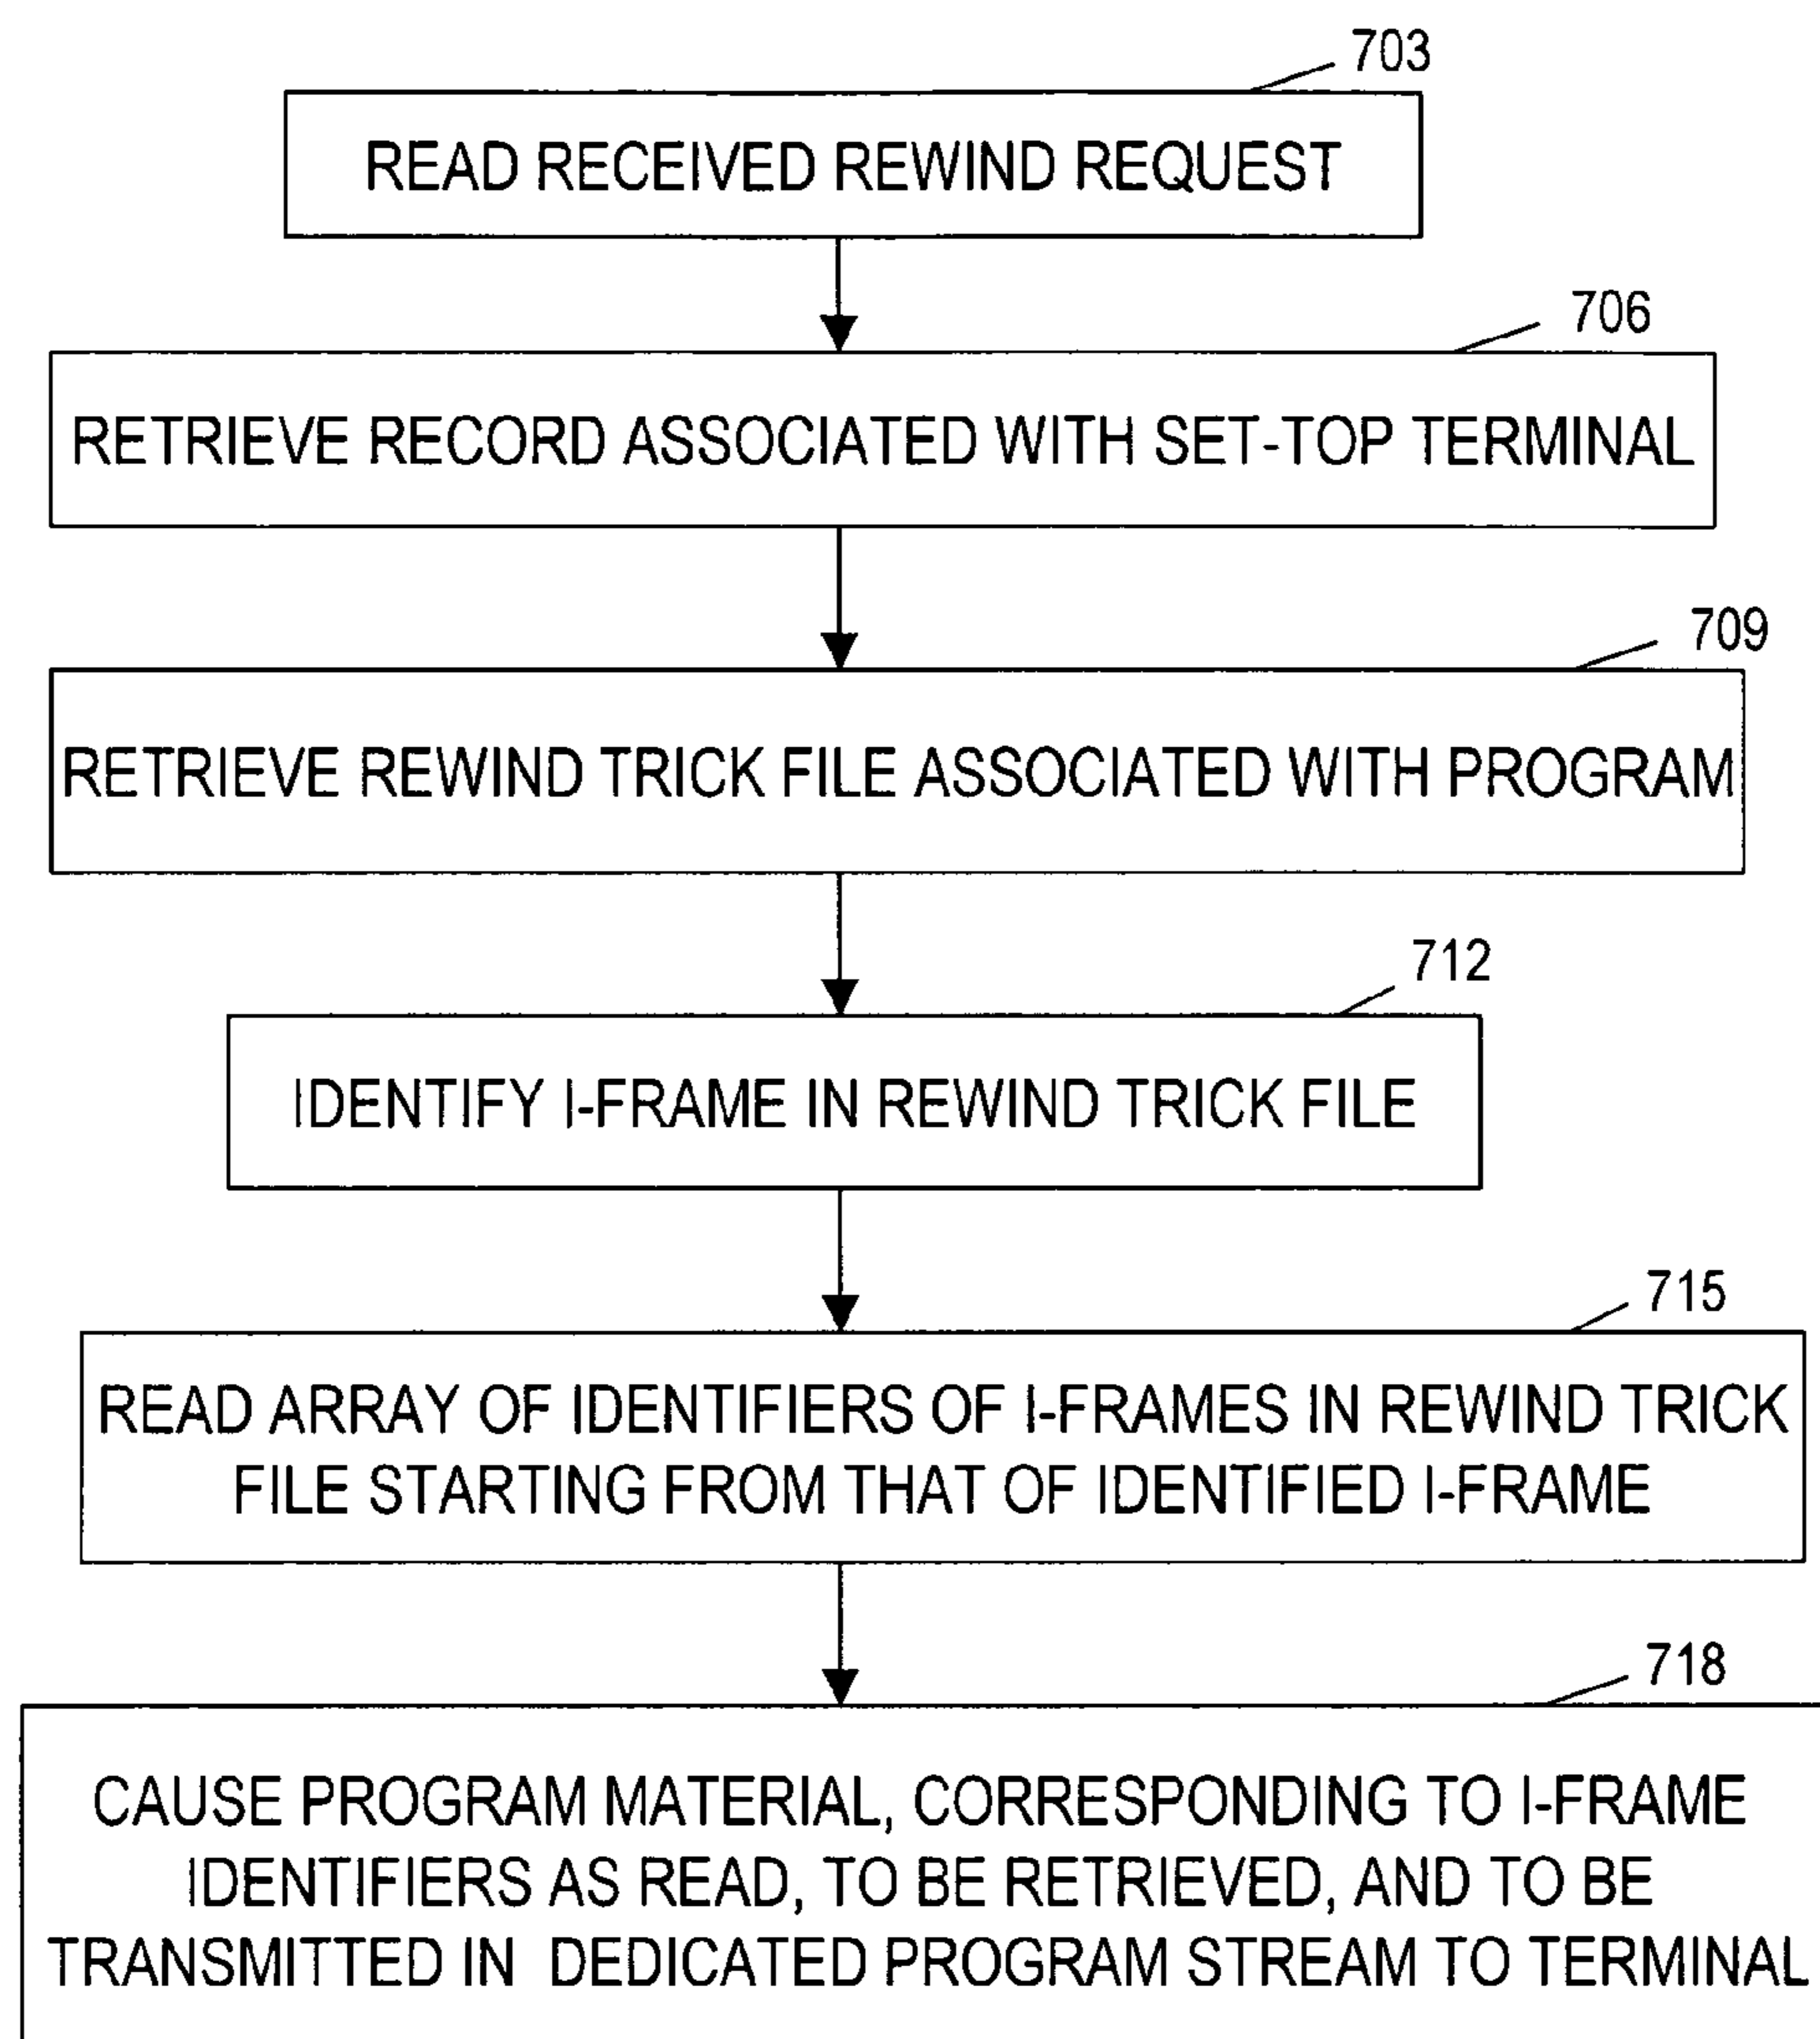 703
READ RECEIVED REWIND REQUEST
706
RETRIEVE RECORD ASSOCIATED WITH SET-TOP TERMINAL
709
RETRIEVE REWIND TRICK FILE ASSOCIATED WITH PROGRAM
712
IDENTIFY I-FRAME IN REWIND TRICK FILE
715
READ ARRAY OF IDENTIFIERS OF I-FRAMES IN REWIND TRICK
FILE STARTING FROM THAT OF IDENTIFIED I-FRAME
718
CAUSE PROGRAM MATERIAL, CORRESPONDING TO I-FRAME
IDENTIFIERS AS READ, TO BE RETRIEVED, AND TO BE
TRANSMITTED IN DEDICATED PROGRAM STREAM TO TERMINAL